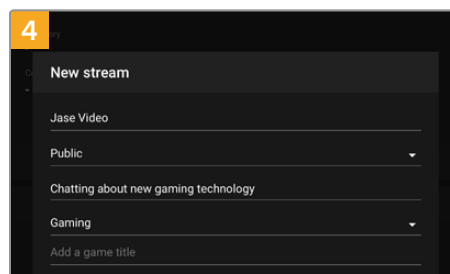 4
New stream
Jase Video
Public
Chatting about new gaming technology
Gaming
Add a game title